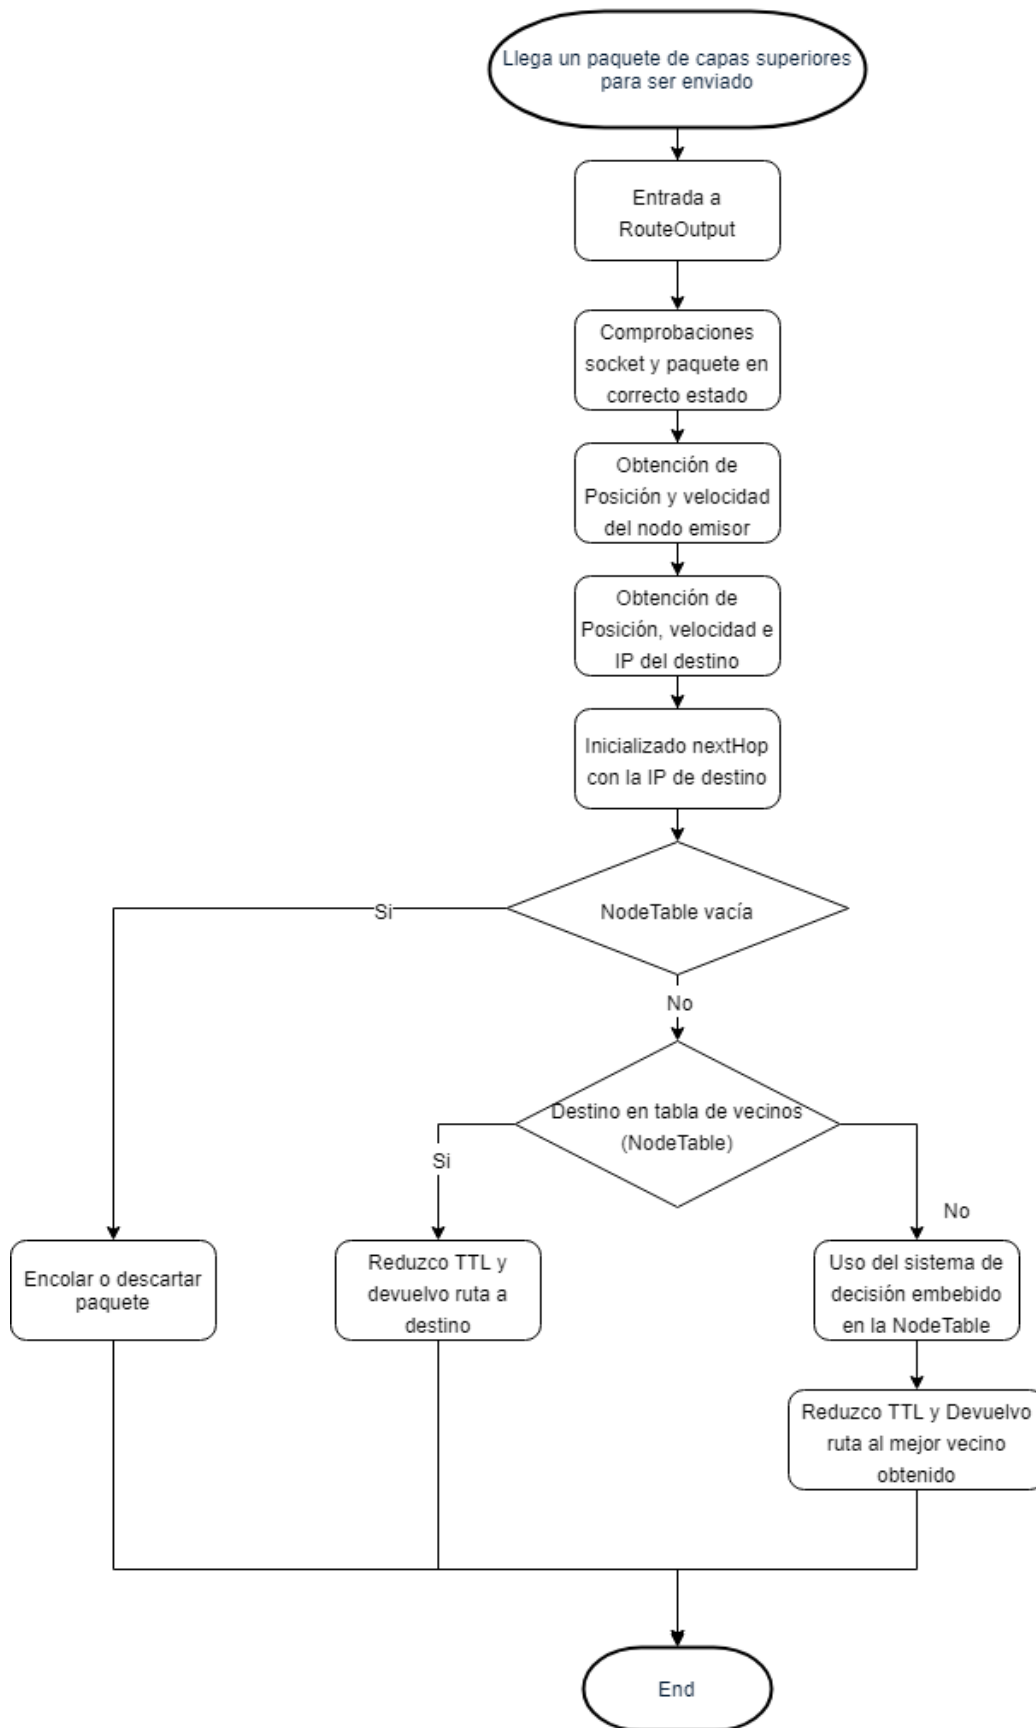 Llega un paquete de capas superiores
para ser enviado
Entrada a
RouteOutput
Comprobaciones
socket y paquete en
correcto estado
Obtención de
Posición y velocidad
del nodo emisor
Obtención de
Posición, velocidad e
IP del destino
Inicializado nextHop
con la IP de destino
NodeTable vacía
Si
No
Destino en tabla de vecinos
(NodeTable)
Si
No
Encolar o descartar
paquete
Reduzco TTL y
devuelvo ruta a
destino
Uso del sistema de
decisión embebido
en la NodeTable
Reduzco TTL y Devuelvo
ruta al mejor vecino
obtenido
End